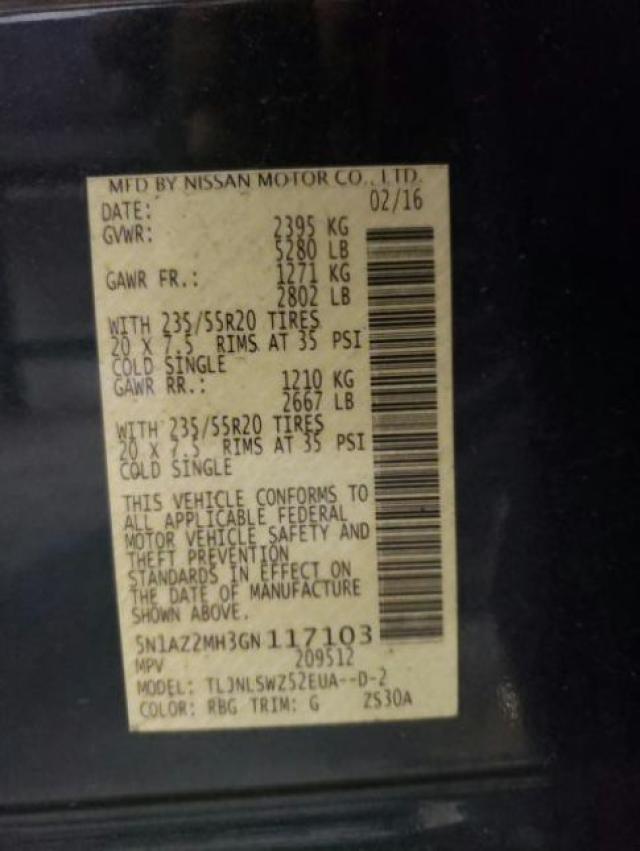 MFD BY NISSAN MOTOR CO., LTD.
DATE: 02/16
GVWR: 2395 KG
5280 LB
GAWR FR.: 1271 KG
2802 LB
WITH 235/55R20 TIRES
20 X 7.5 RIMS AT 35 PSI
COLD SINGLE
GAWR RR.: 1210 KG
2667 LB
WITH 235/55R20 TIRES
20 X 7.5 RIMS AT 35 PSI
COLD SINGLE
THIS VEHICLE CONFORMS TO
ALL APPLICABLE FEDERAL
MOTOR VEHICLE SAFETY AND
THEFT PREVENTION
STANDARDS IN EFFECT ON
THE DATE OF MANUFACTURE
SHOWN ABOVE.
5N1AZ2MH3GN 117103
MPV 209512
MODEL: TLJNLSWZ52EUA--D-2
COLOR: RBG TRIM: G ZS30A